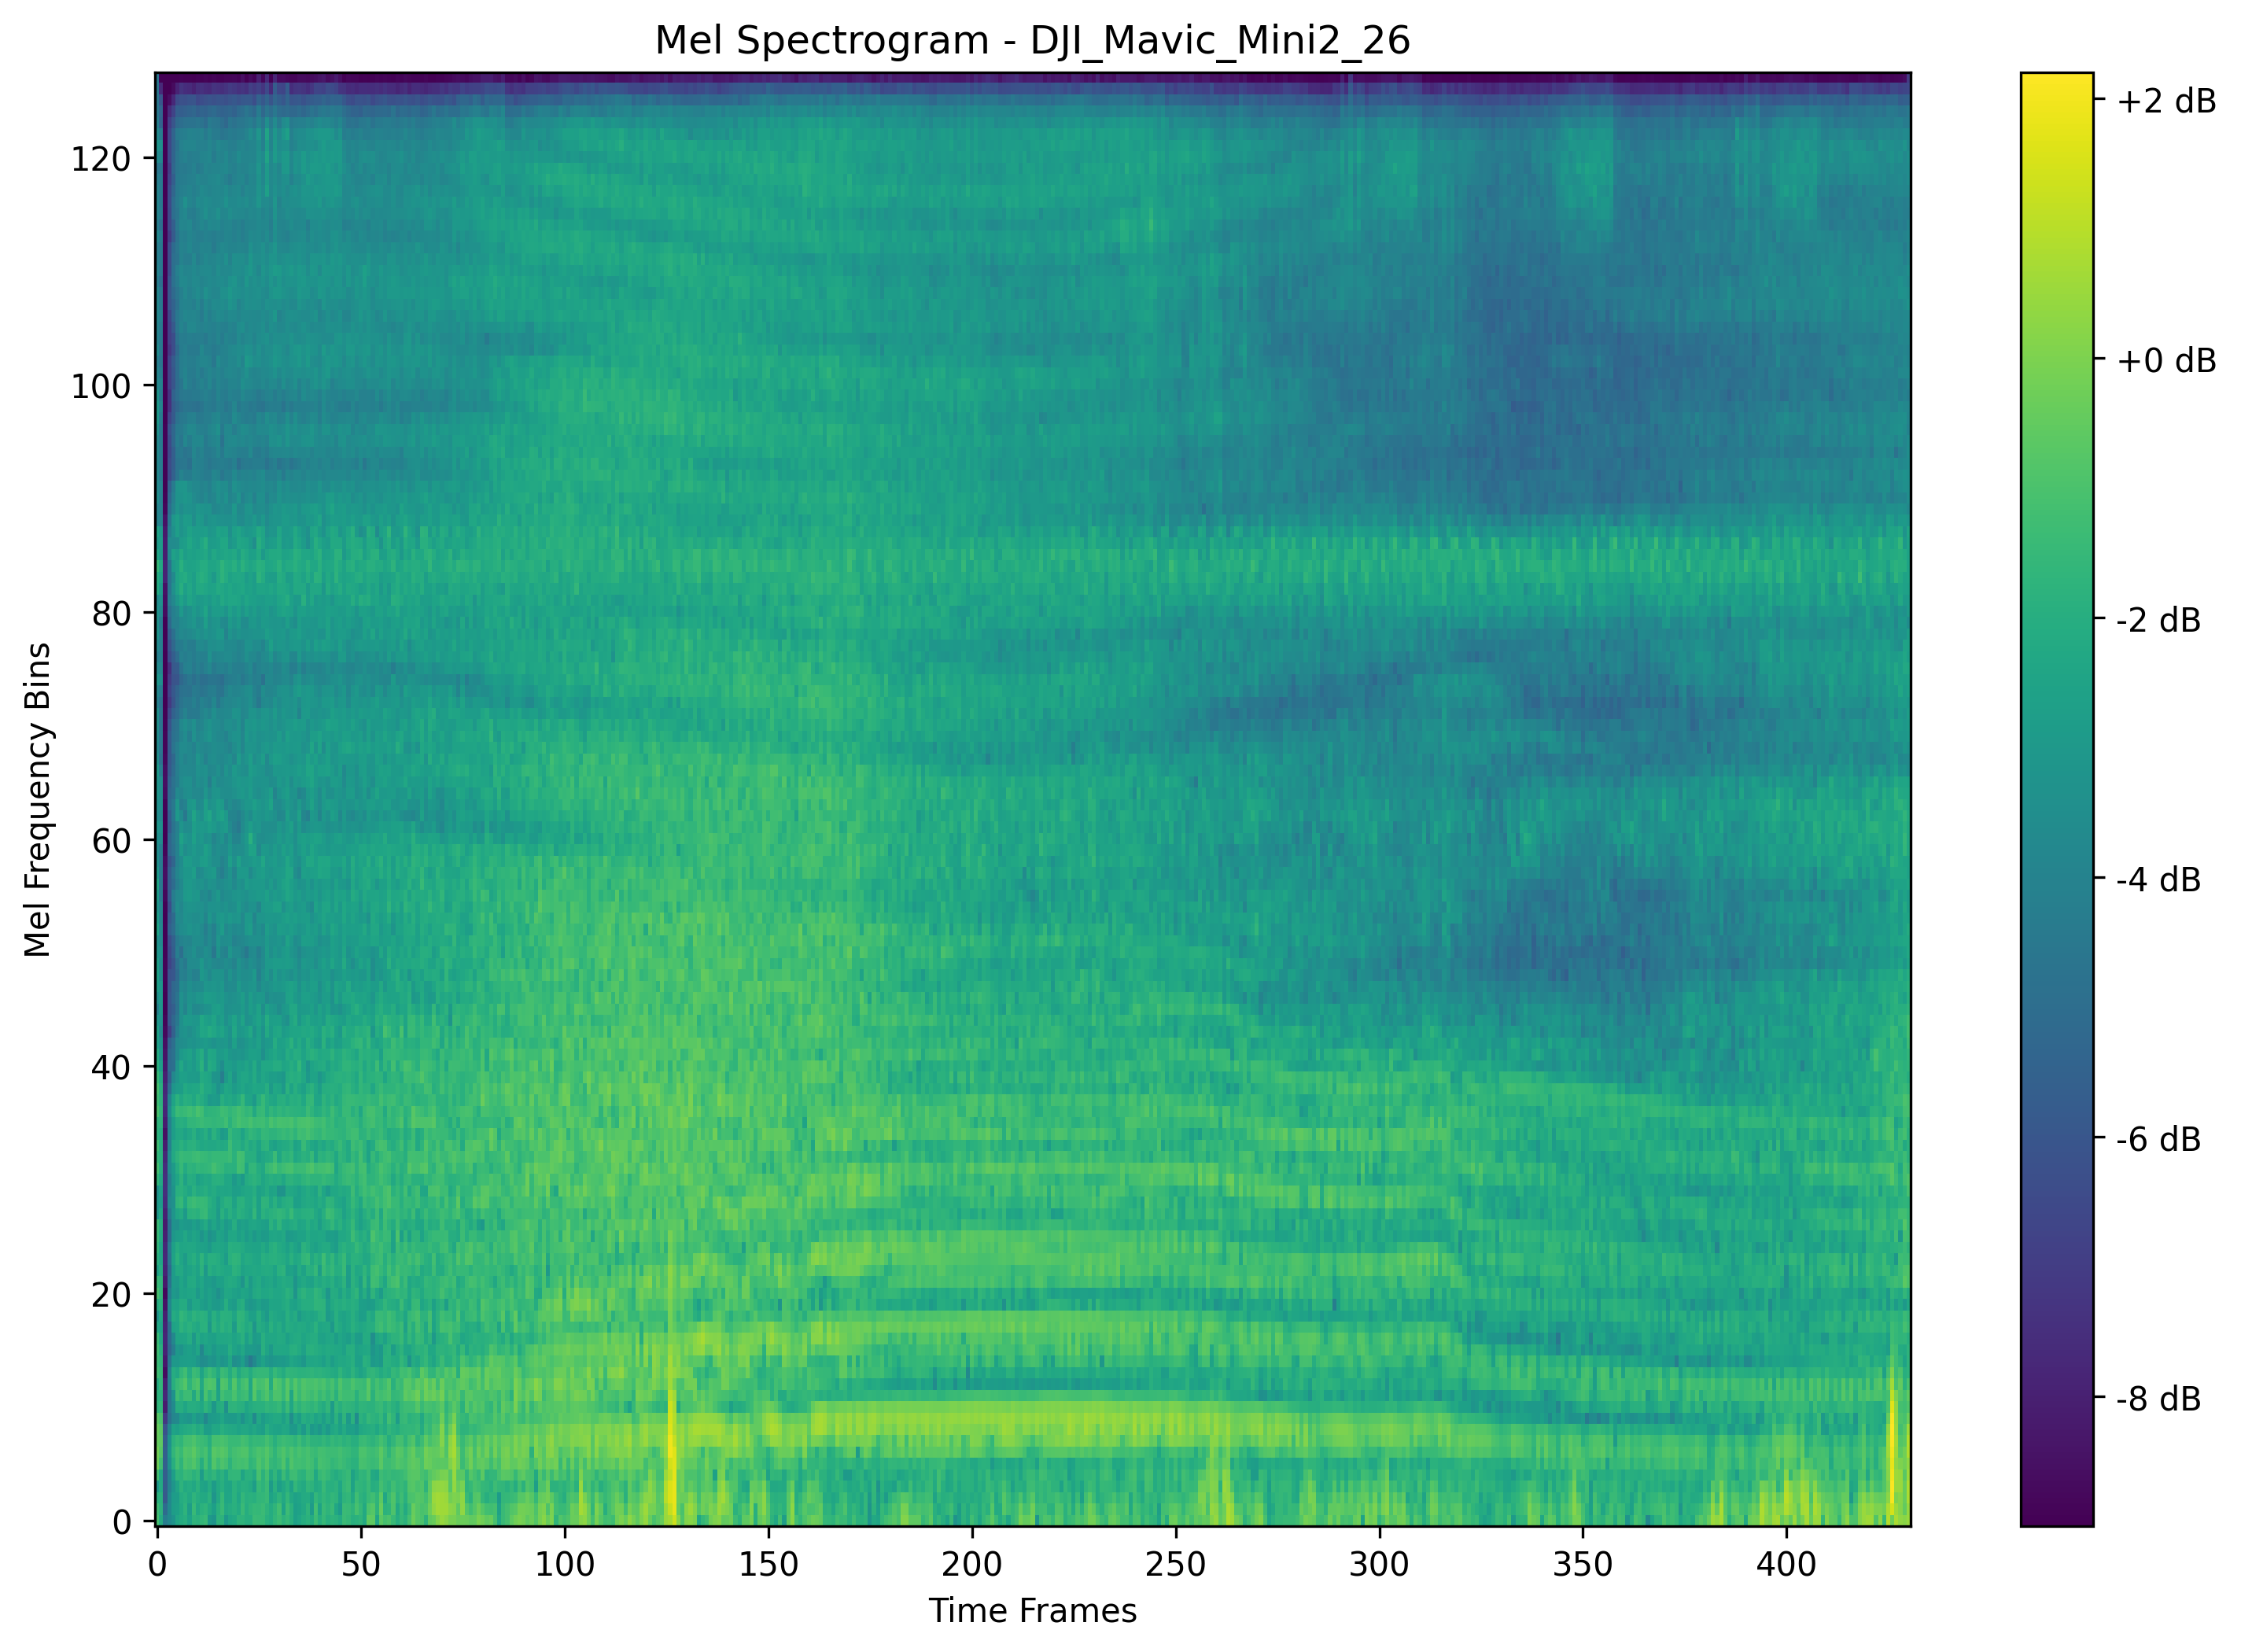 Mel Spectrogram - DJI_Mavic_Mini2_26
Mel Frequency Bins
120
100
80
60
40
20
0
0 50 100 150 200 250 300 350 400
Time Frames
+2 dB
+0 dB
-2 dB
-4 dB
-6 dB
-8 dB